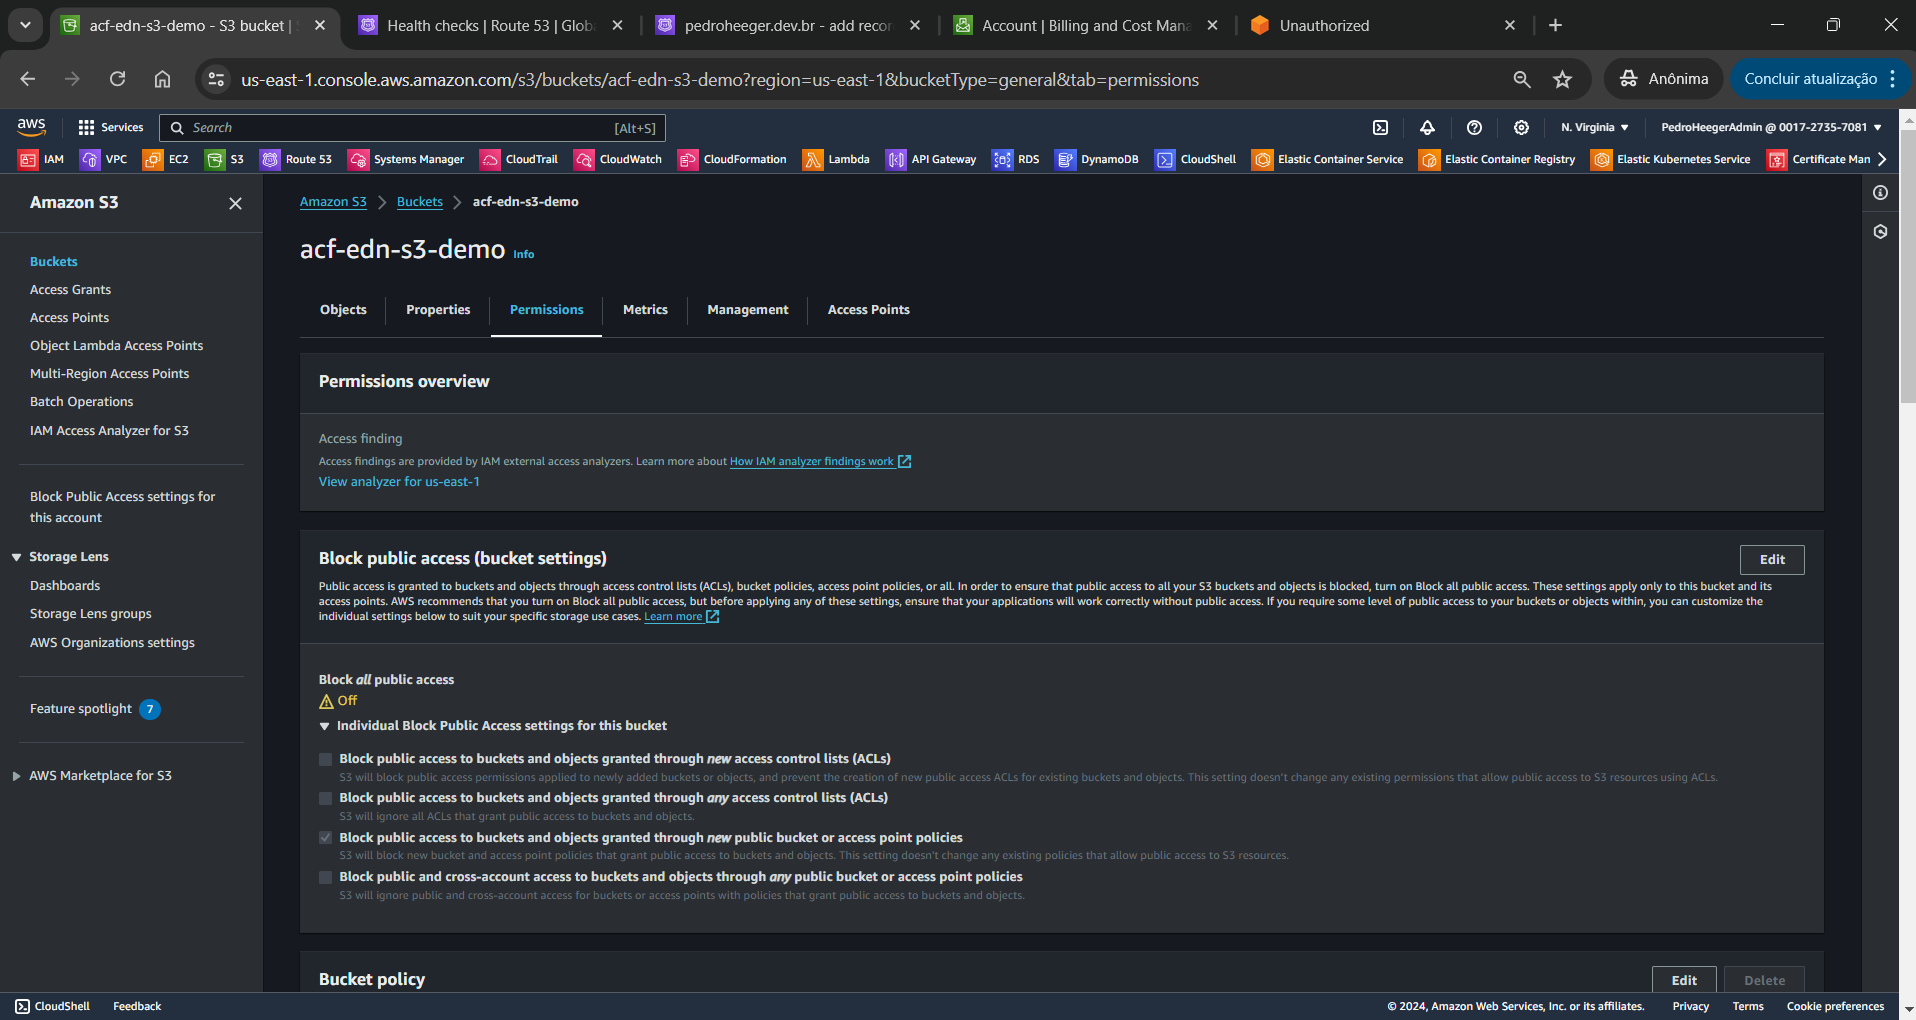 acf-edn-s3-demo - S3 bucket | S
Health checks | Route 53 | Globa
pedroheeger.dev.br - add recor
Account | Billing and Cost Mana
Unauthorized
us-east-1.console.aws.amazon.com/s3/buckets/acf-edn-s3-demo?region=us-east-1&bucketType=general&tab=permissions
Anônima
Concluir atualização
aws
Services
Search
[Alt+S]
N. Virginia
PedroHeegerAdmin @ 0017-2735-7081
IAM
VPC
EC2
S3
Route 53
Systems Manager
CloudTrail
CloudWatch
CloudFormation
Lambda
API Gateway
RDS
DynamoDB
CloudShell
Elastic Container Service
Elastic Container Registry
Elastic Kubernetes Service
Certificate Man
Amazon S3
Buckets
Access Grants
Access Points
Object Lambda Access Points
Multi-Region Access Points
Batch Operations
IAM Access Analyzer for S3
Block Public Access settings for
this account
Storage Lens
Dashboards
Storage Lens groups
AWS Organizations settings
Feature spotlight 7
AWS Marketplace for S3
Amazon S3 > Buckets > acf-edn-s3-demo
acf-edn-s3-demo Info
Objects
Properties
Permissions
Metrics
Management
Access Points
Permissions overview
Access finding
Access findings are provided by IAM external access analyzers. Learn more about How IAM analyzer findings work
View analyzer for us-east-1
Block public access (bucket settings)
Edit
Public access is granted to buckets and objects through access control lists (ACLs), bucket policies, access point policies, or all. In order to ensure that public access to all your S3 buckets and objects is blocked, turn on Block all public access. These settings apply only to this bucket and its
access points. AWS recommends that you turn on Block all public access, but before applying any of these settings, ensure that your applications will work correctly without public access. If you require some level of public access to your buckets or objects within, you can customize the
individual settings below to suit your specific storage use cases. Learn more
Block all public access
Off
Individual Block Public Access settings for this bucket
Block public access to buckets and objects granted through new access control lists (ACLs)
S3 will block public access permissions applied to newly added buckets or objects, and prevent the creation of new public access ACLs for existing buckets and objects. This setting doesn't change any existing permissions that allow public access to S3 resources using ACLs.
Block public access to buckets and objects granted through any access control lists (ACLs)
S3 will ignore all ACLs that grant public access to buckets and objects.
Block public access to buckets and objects granted through new public bucket or access point policies
S3 will block new bucket and access point policies that grant public access to buckets and objects. This setting doesn't change any existing policies that allow public access to S3 resources.
Block public and cross-account access to buckets and objects through any public bucket or access point policies
S3 will ignore public and cross-account access for buckets or access points with policies that grant public access to buckets and objects.
Bucket policy
Edit
Delete
CloudShell
Feedback
© 2024, Amazon Web Services, Inc. or its affiliates.
Privacy
Terms
Cookie preferences